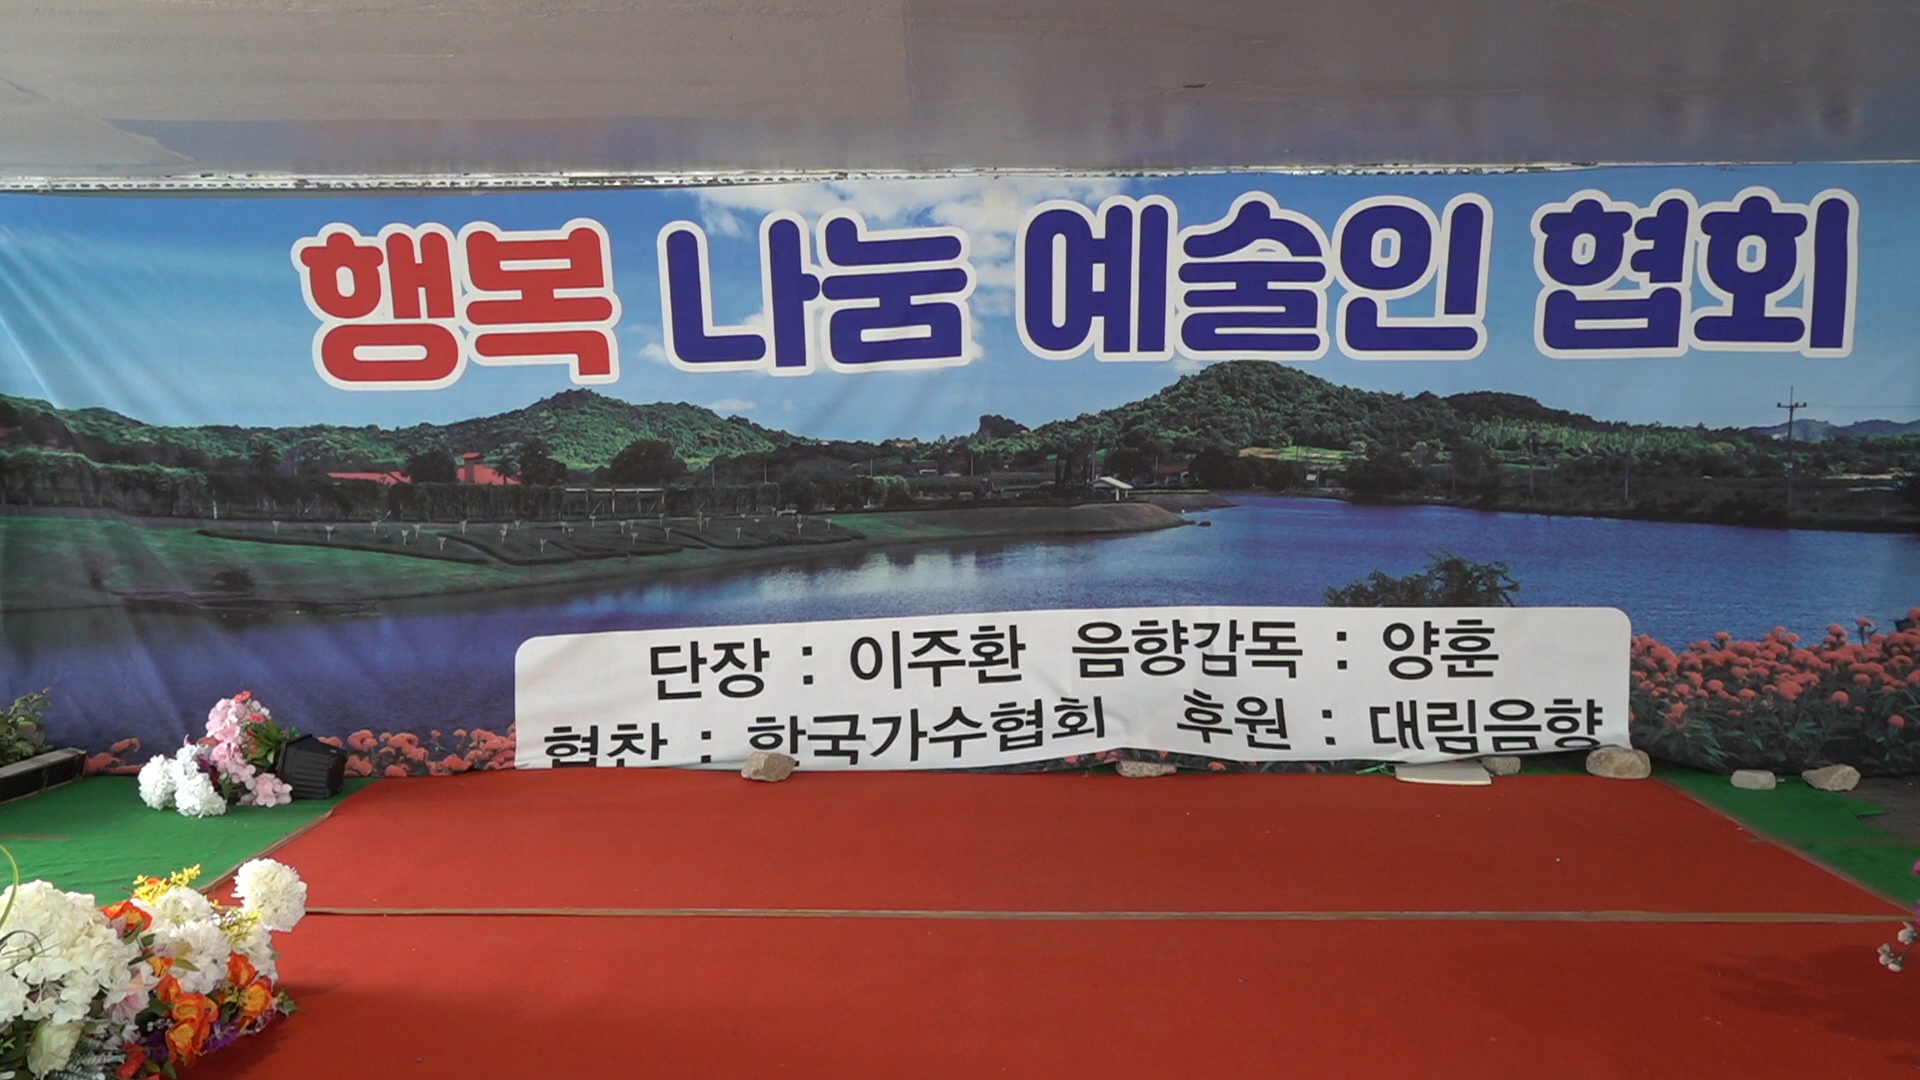 행복 나눔 예술인 협회
단장 : 이주환 음향감독 : 양훈
협찬 : 한국가수협회 후원 : 대림음향